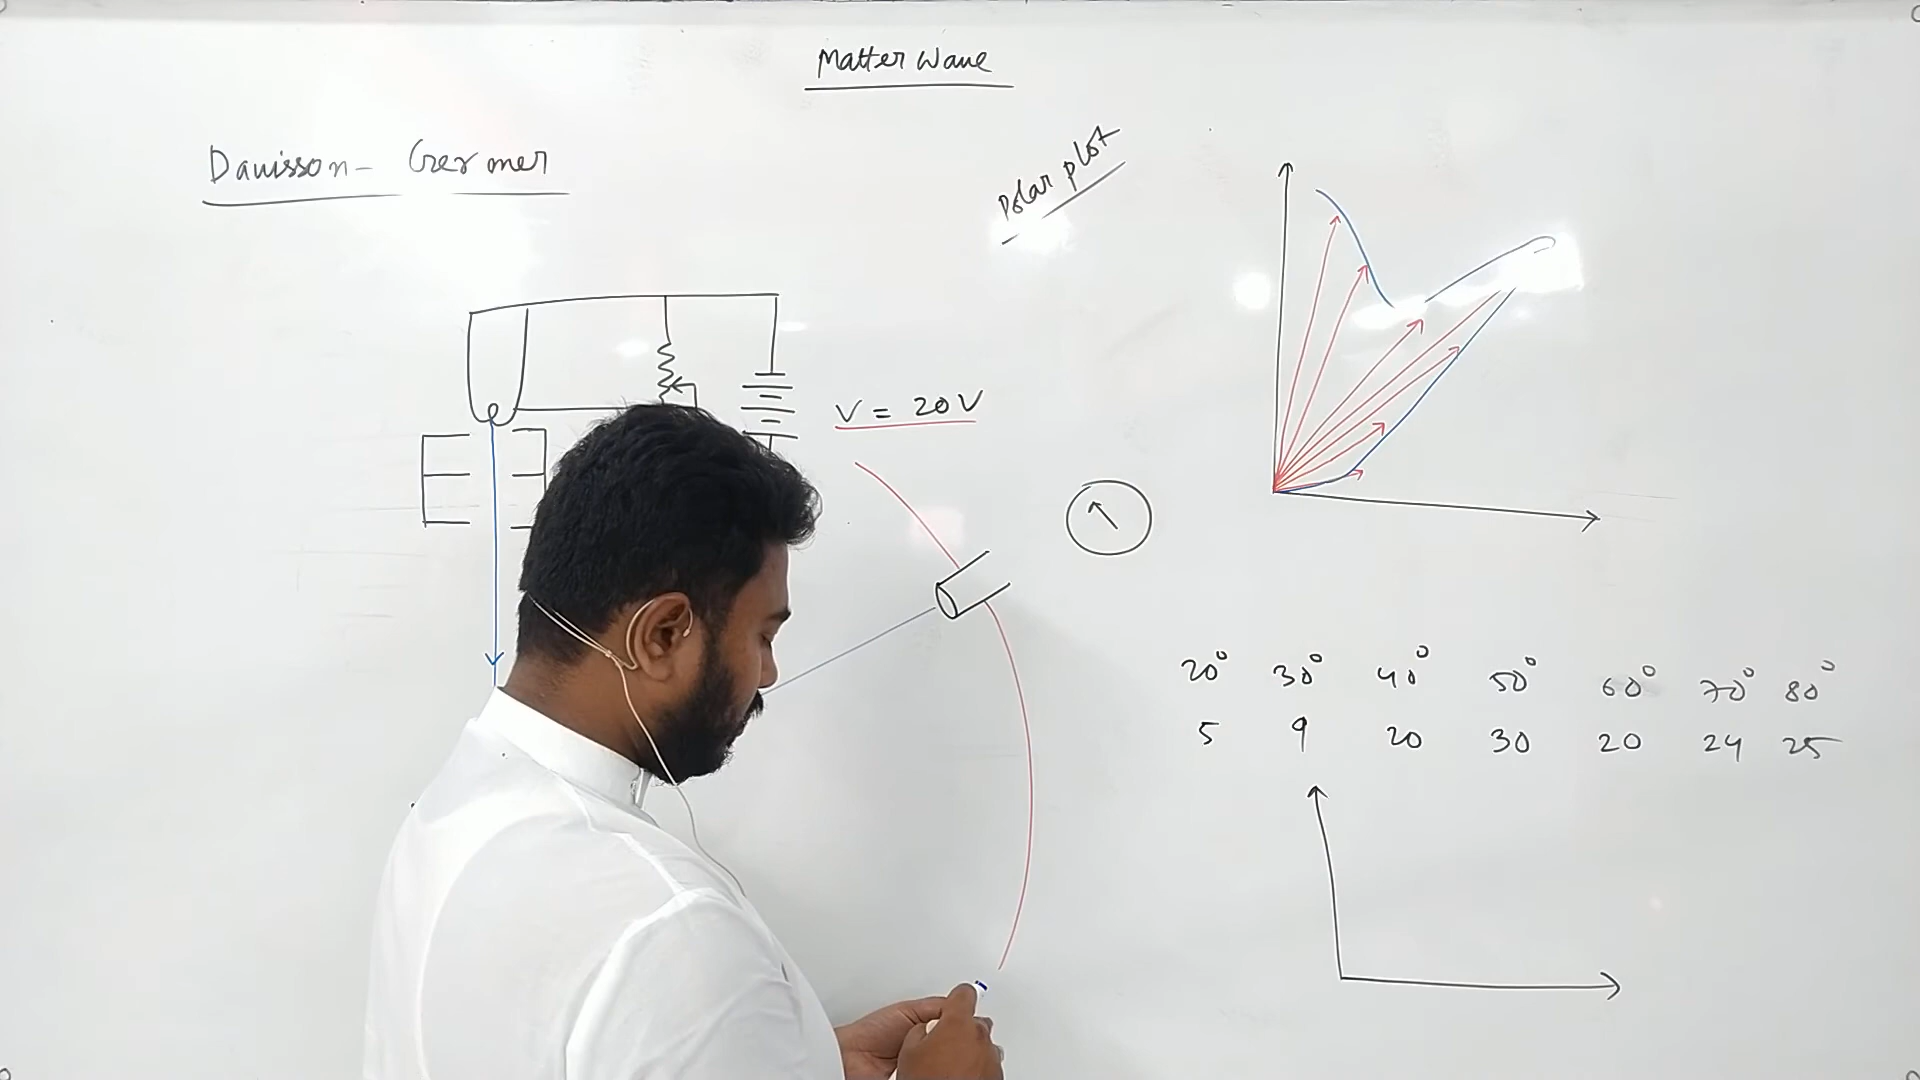 Matter Wave
Davisson - Germer
Polar plot
V = 20 V
20° 30° 40° 50° 60° 70° 80°
5 9 20 30 20 24 25